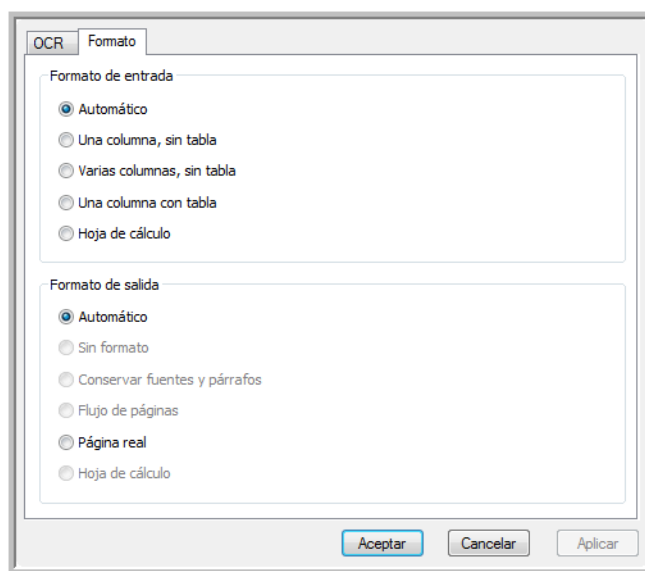 OCR Formato
Formato de entrada
Automático
Una columna, sin tabla
Varias columnas, sin tabla
Una columna con tabla
Hoja de cálculo
Formato de salida
Automático
Sin formato
Conservar fuentes y párrafos
Flujo de páginas
Página real
Hoja de cálculo
Aceptar Cancelar Aplicar